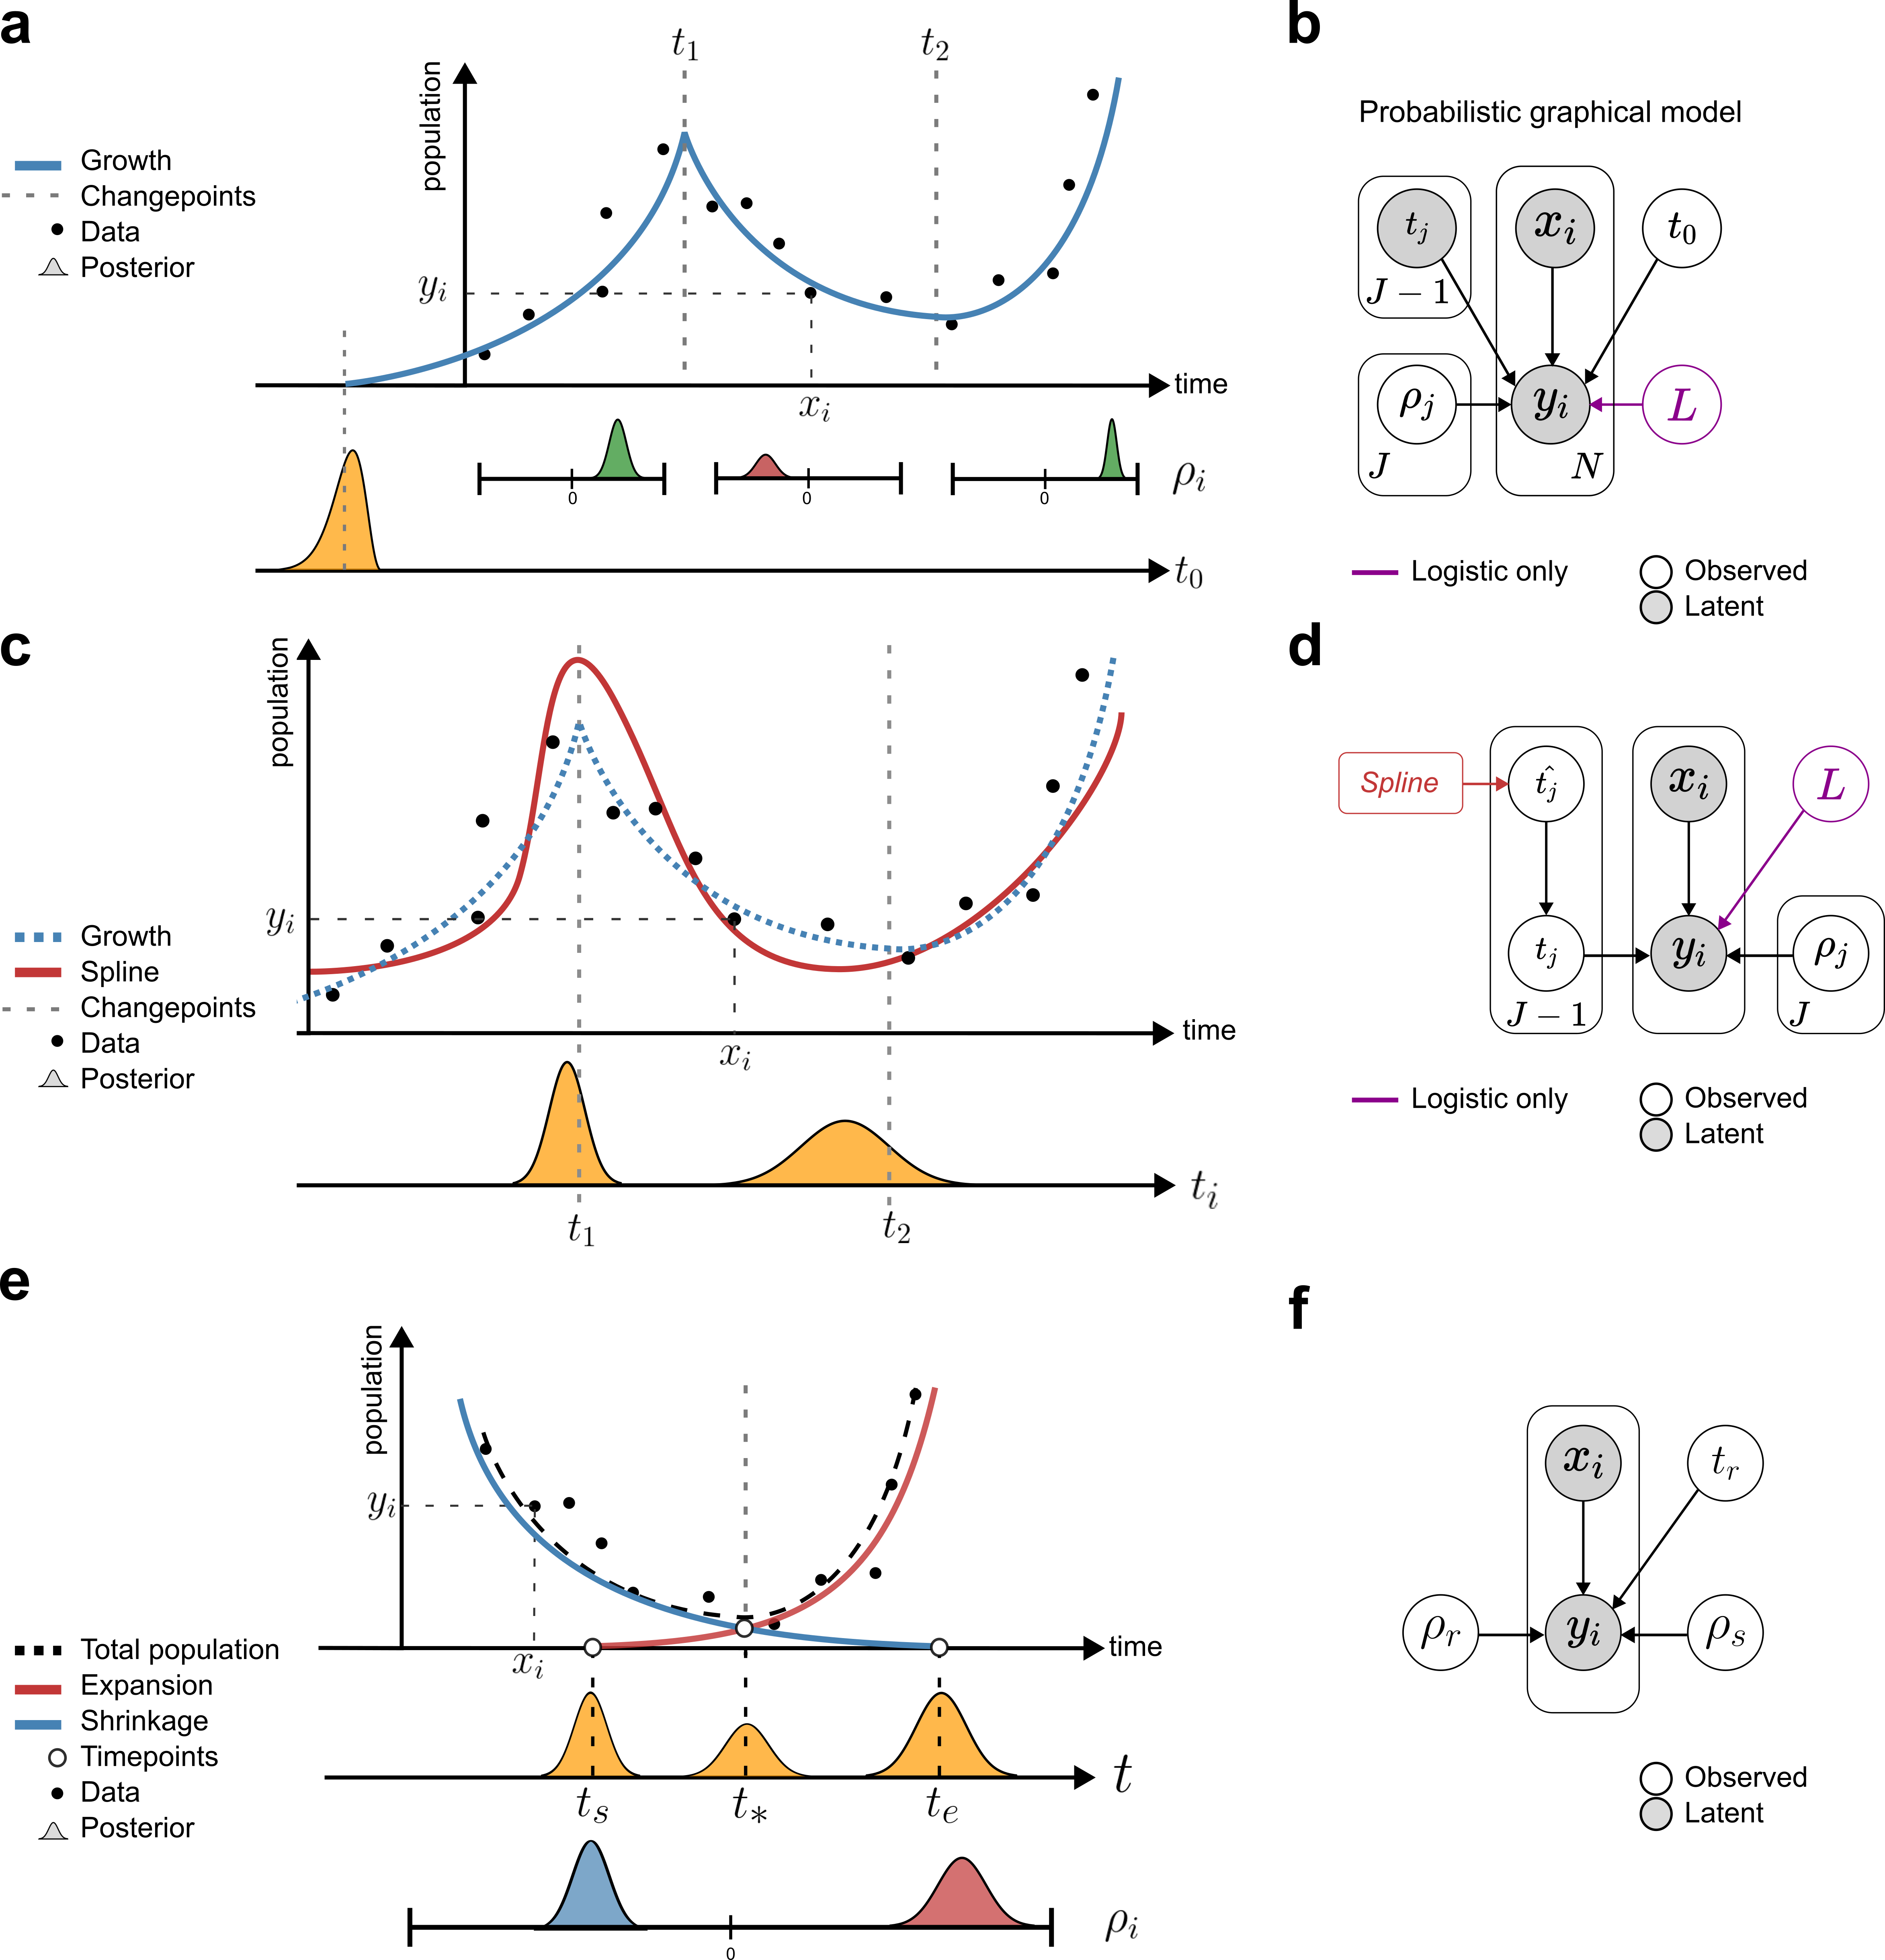 a
t₁
t₂
population
Growth
Changepoints
Data
Posterior
yᵢ
time
xᵢ
0
0
0
ρᵢ
t₀
b
Probabilistic graphical model
tⱼ
xᵢ
t₀
J − 1
ρⱼ
yᵢ
L
J
N
Logistic only
Observed
Latent
c
population
yᵢ
Growth
Spline
Changepoints
Data
Posterior
time
xᵢ
tᵢ
t₁
t₂
d
Spline
t̂ⱼ
xᵢ
L
tⱼ
yᵢ
ρⱼ
J − 1
J
Logistic only
Observed
Latent
e
population
yᵢ
time
xᵢ
Total population
Expansion
Shrinkage
Timepoints
Data
Posterior
t
tₛ
t∗
tₑ
ρᵢ
0
f
xᵢ
tᵣ
ρᵣ
yᵢ
ρₛ
Observed
Latent